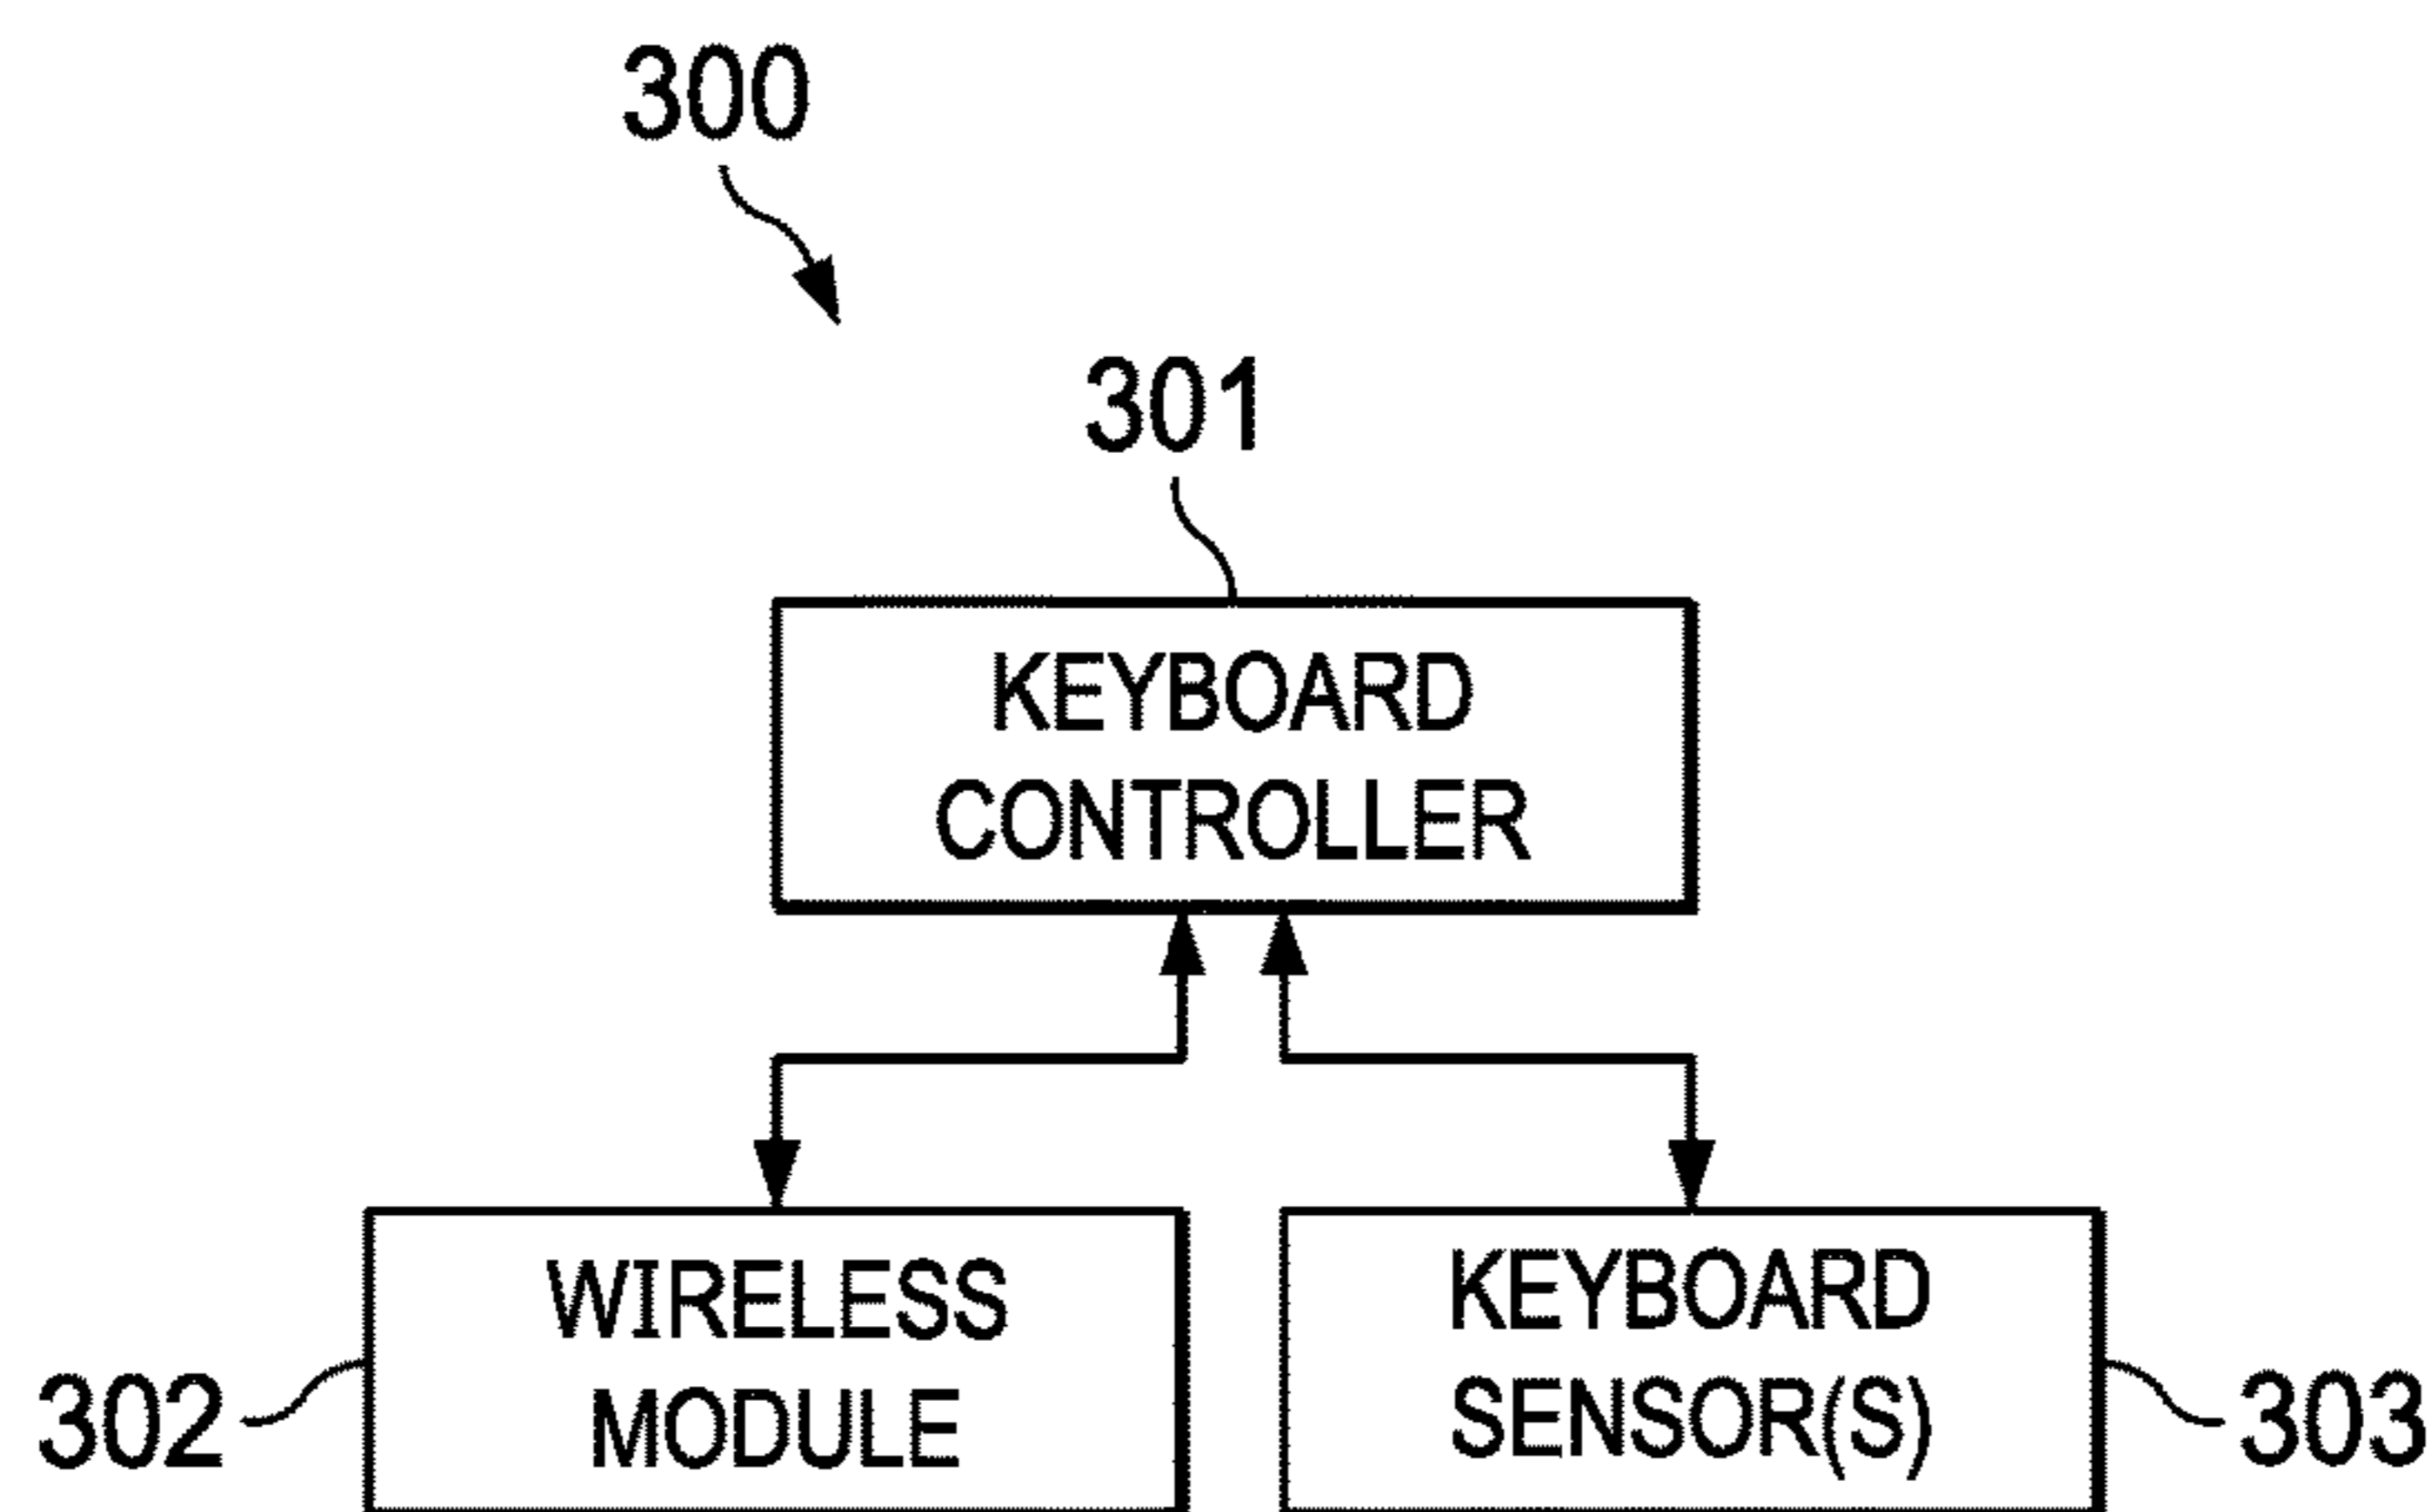 300
301
KEYBOARD
CONTROLLER
WIRELESS
MODULE
302
KEYBOARD
SENSOR(S)
303